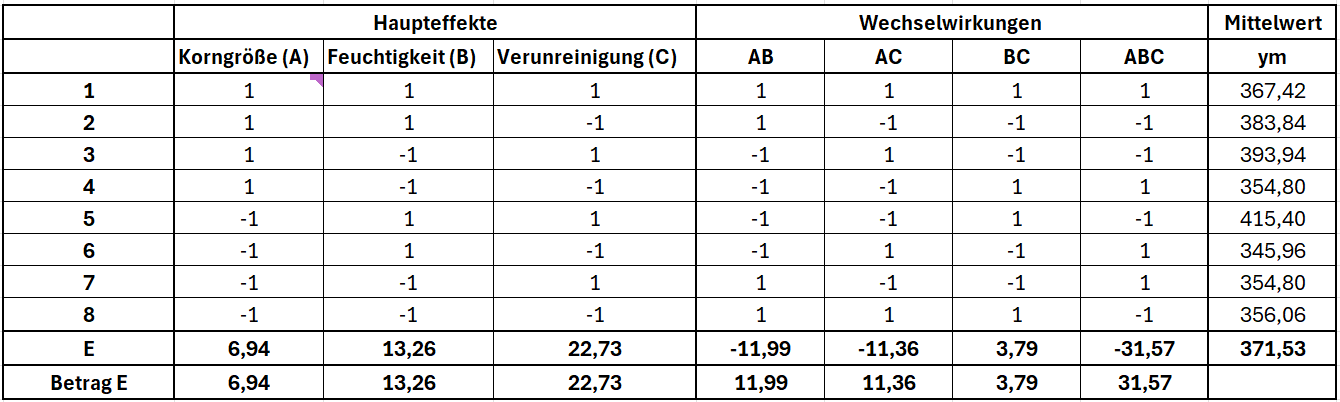 Haupteffekte Wechselwirkungen Mittelwert
Korngröße (A) Feuchtigkeit (B) Verunreinigung (C) AB AC BC ABC ym
1 1 1 1 1 1 1 1 367,42
2 1 1 -1 1 -1 -1 -1 383,84
3 1 -1 1 -1 1 -1 -1 393,94
4 1 -1 -1 -1 -1 1 1 354,80
5 -1 1 1 -1 -1 1 -1 415,40
6 -1 1 -1 -1 1 -1 1 345,96
7 -1 -1 1 1 -1 -1 1 354,80
8 -1 -1 -1 1 1 1 -1 356,06
E 6,94 13,26 22,73 -11,99 -11,36 3,79 -31,57 371,53
Betrag E 6,94 13,26 22,73 11,99 11,36 3,79 31,57